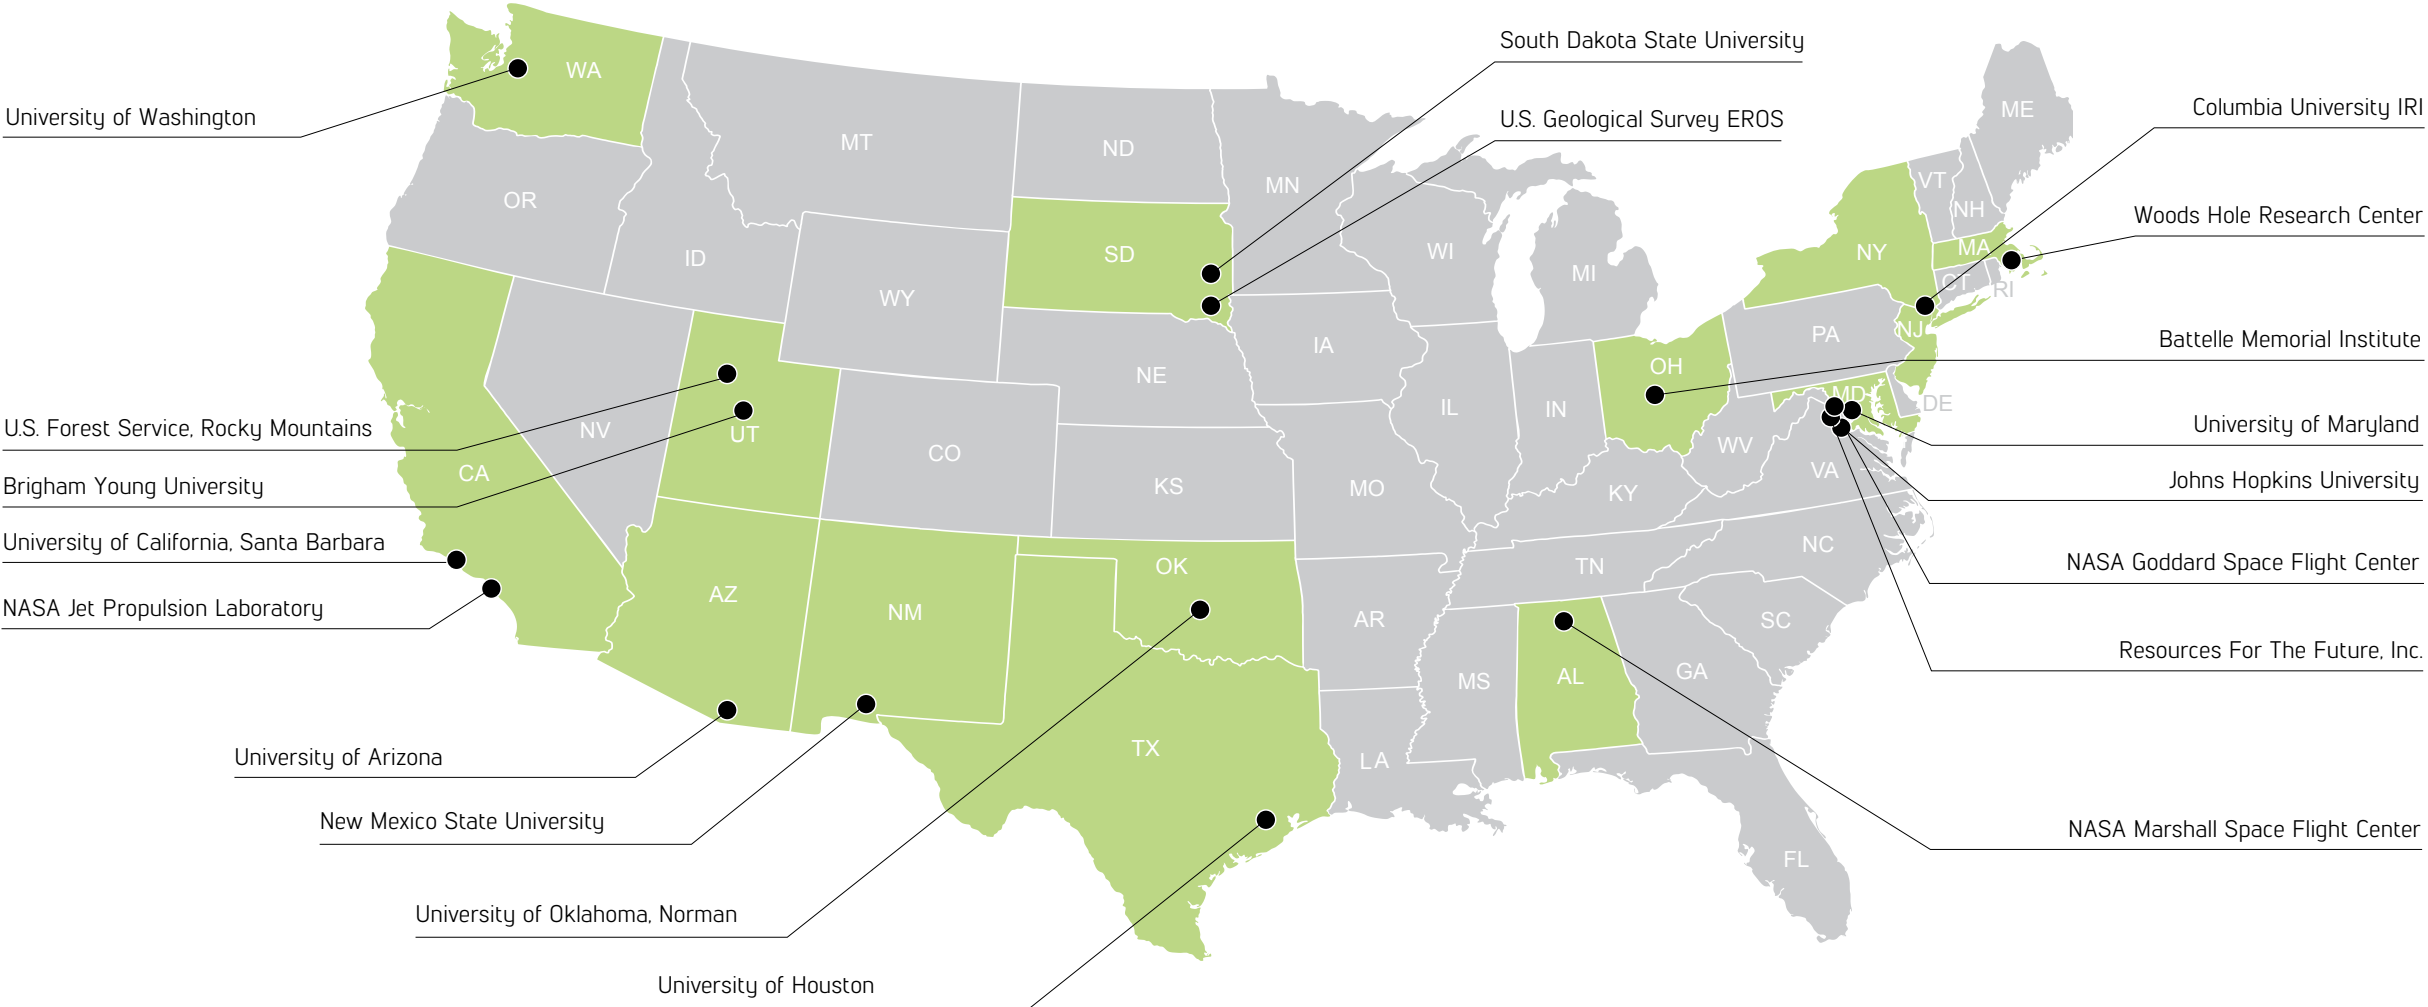 South Dakota State University
WA
Columbia University IRI
ME
University of Washington
U.S. Geological Survey EROS
MT
ND
MN
VT
OR
NH
Woods Hole Research Center
MA
NY
WI
SD
ID
MI
CT
RI
WY
NJ
PA
Battelle Memorial Institute
IA
OH
NE
MD
DE
IL
IN
U.S. Forest Service, Rocky Mountains
NV
UT
University of Maryland
WV
CO
CA
VA
Johns Hopkins University
Brigham Young University
KS
MO
KY
University of California, Santa Barbara
NC
NASA Goddard Space Flight Center
OK
TN
AZ
NASA Jet Propulsion Laboratory
NM
AR
SC
Resources For The Future, Inc.
GA
AL
MS
TX
University of Arizona
LA
New Mexico State University
NASA Marshall Space Flight Center
FL
University of Oklahoma, Norman
University of Houston